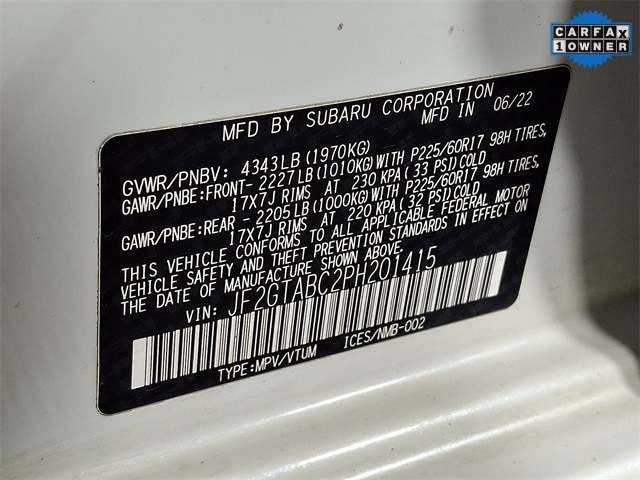 CARFAX
1 OWNER
MFD BY SUBARU CORPORATION
MFD IN 06/22
GVWR/PNBV: 4343LB(1970KG)
GAWR/PNBE:FRONT- 2227LB(1010KG)WITH P225/60R17 98H TIRES,
17X7J RIMS AT 230 KPA(33 PSI)COLD
GAWR/PNBE:REAR - 2205LB(1000KG)WITH P225/60R17 98H TIRES,
17X7J RIMS AT 220 KPA(32 PSI)COLD
THIS VEHICLE CONFORMS TO ALL APPLICABLE FEDERAL MOTOR
VEHICLE SAFETY AND THEFT PREVENTION STANDARDS IN EFFECT ON
THE DATE OF MANUFACTURE SHOWN ABOVE.
VIN: JF2GTABC2PH201415
TYPE:MPV/VTUM ICES/NMB-002